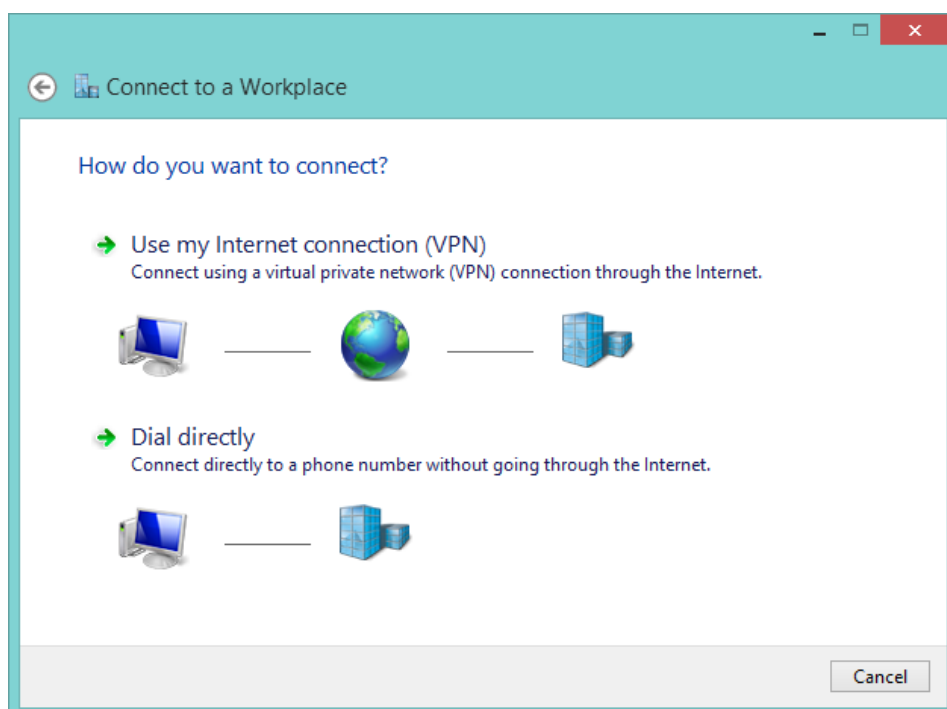 Connect to a Workplace
How do you want to connect?
Use my Internet connection (VPN)
Connect using a virtual private network (VPN) connection through the Internet.
Dial directly
Connect directly to a phone number without going through the Internet.
Cancel